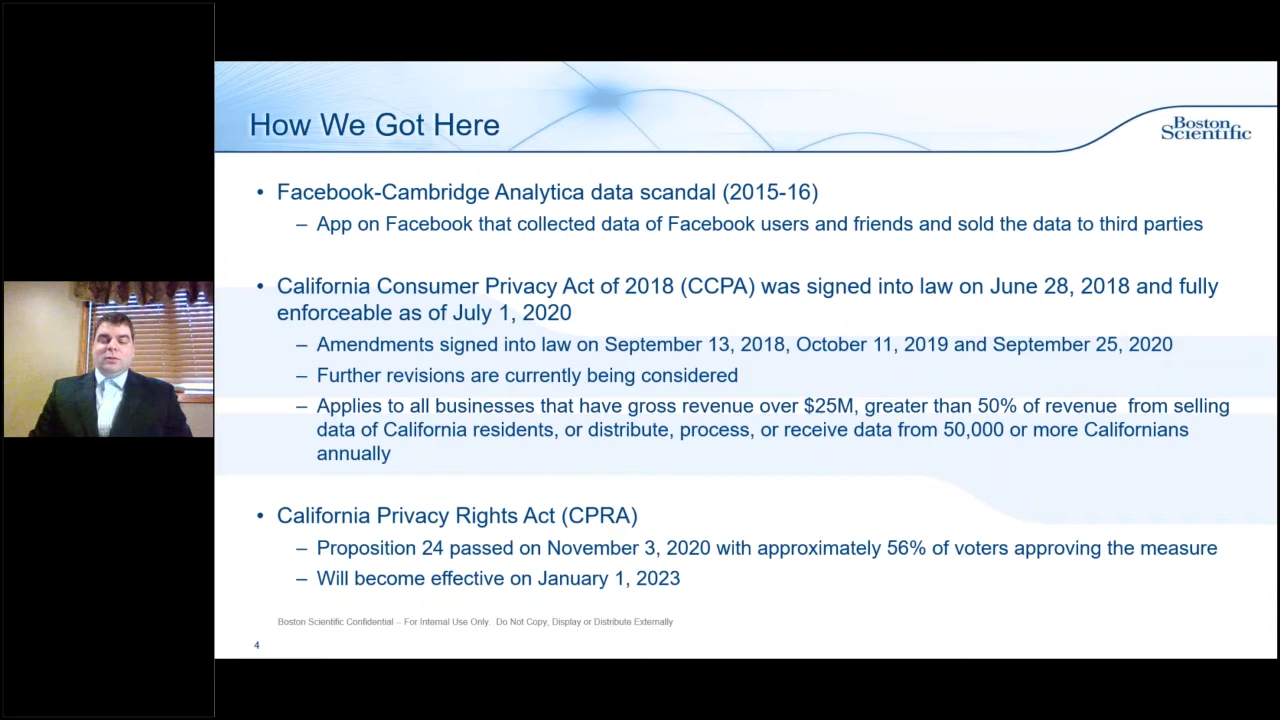 How We Got Here
Boston
Scientific
• Facebook-Cambridge Analytica data scandal (2015-16)
– App on Facebook that collected data of Facebook users and friends and sold the data to third parties
• California Consumer Privacy Act of 2018 (CCPA) was signed into law on June 28, 2018 and fully
enforceable as of July 1, 2020
– Amendments signed into law on September 13, 2018, October 11, 2019 and September 25, 2020
– Further revisions are currently being considered
– Applies to all businesses that have gross revenue over $25M, greater than 50% of revenue  from selling
data of California residents, or distribute, process, or receive data from 50,000 or more Californians
annually
• California Privacy Rights Act (CPRA)
– Proposition 24 passed on November 3, 2020 with approximately 56% of voters approving the measure
– Will become effective on January 1, 2023
Boston Scientific Confidential – For Internal Use Only.  Do Not Copy, Display or Distribute Externally
4